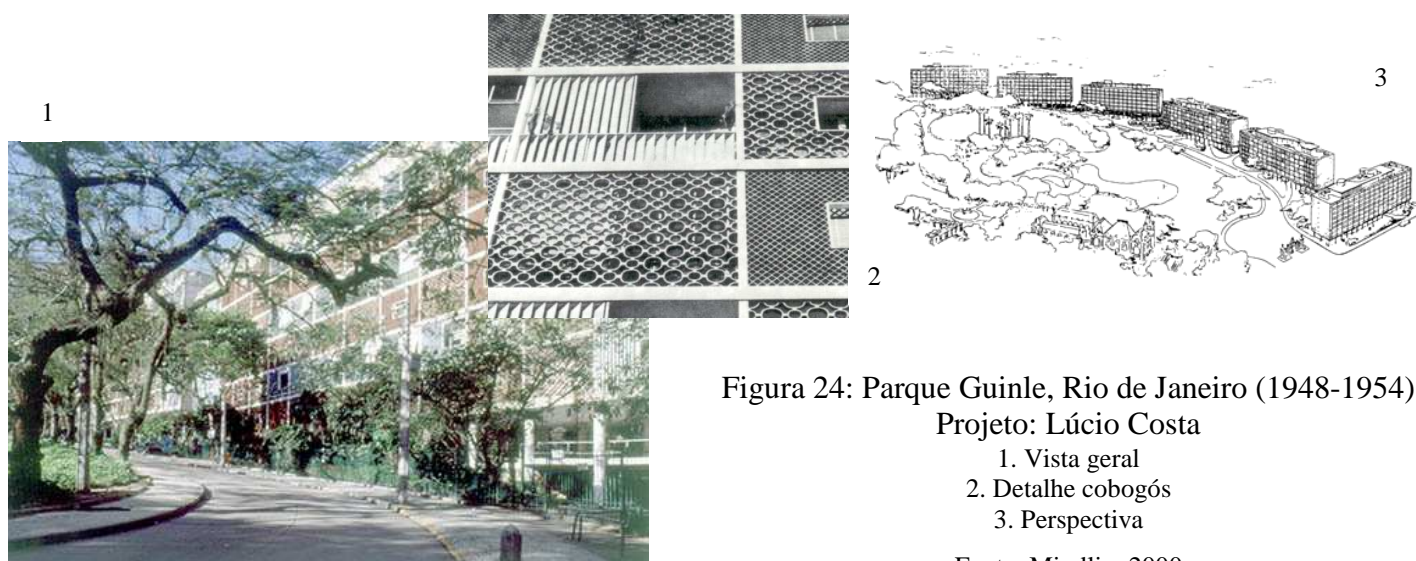 1
3
2
Figura 24: Parque Guinle, Rio de Janeiro (1948-1954)
Projeto: Lúcio Costa
1. Vista geral
2. Detalhe cobogós
3. Perspectiva